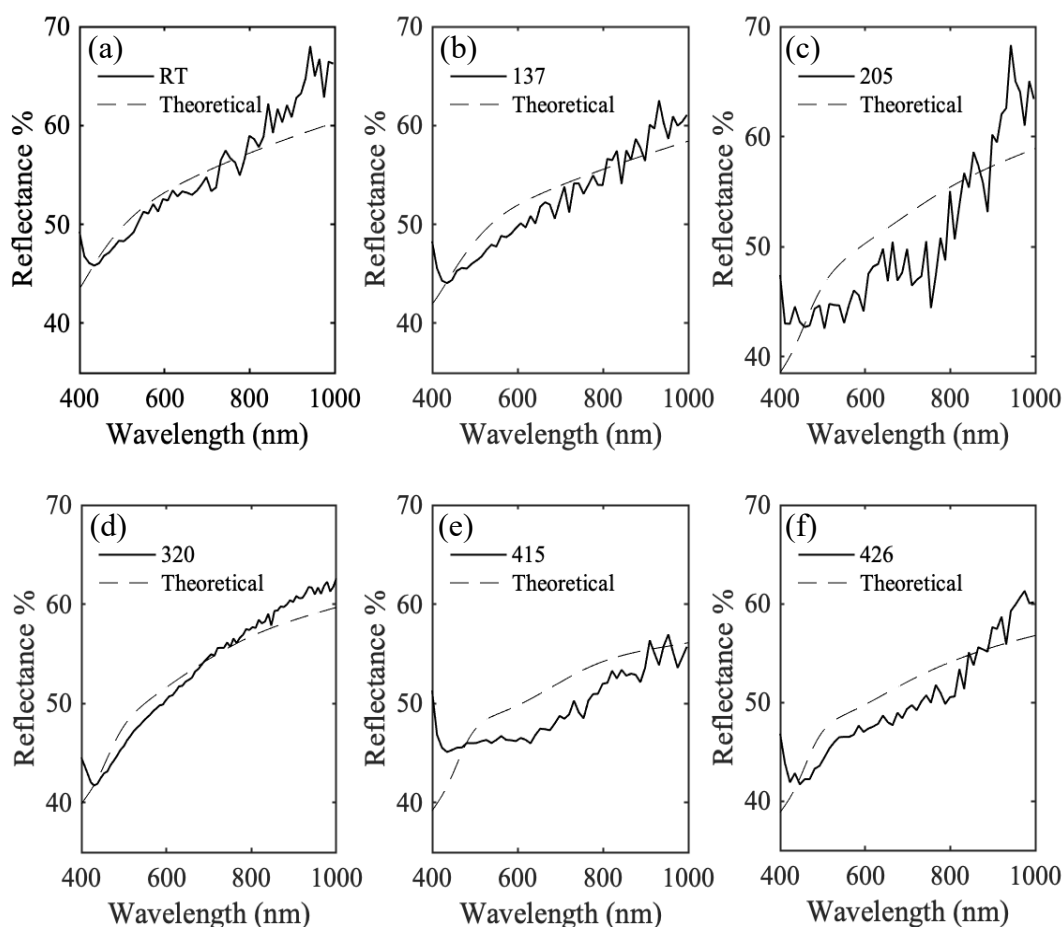 (a)
RT
Theoretical
70
60
50
40
Reflectance %
400 600 800 1000
Wavelength (nm)
(b)
137
Theoretical
70
60
50
40
Reflectance %
400 600 800 1000
Wavelength (nm)
(c)
205
Theoretical
70
60
50
40
Reflectance %
400 600 800 1000
Wavelength (nm)
(d)
320
Theoretical
70
60
50
40
Reflectance %
400 600 800 1000
Wavelength (nm)
(e)
415
Theoretical
70
60
50
40
Reflectance %
400 600 800 1000
Wavelength (nm)
(f)
426
Theoretical
70
60
50
40
Reflectance %
400 600 800 1000
Wavelength (nm)